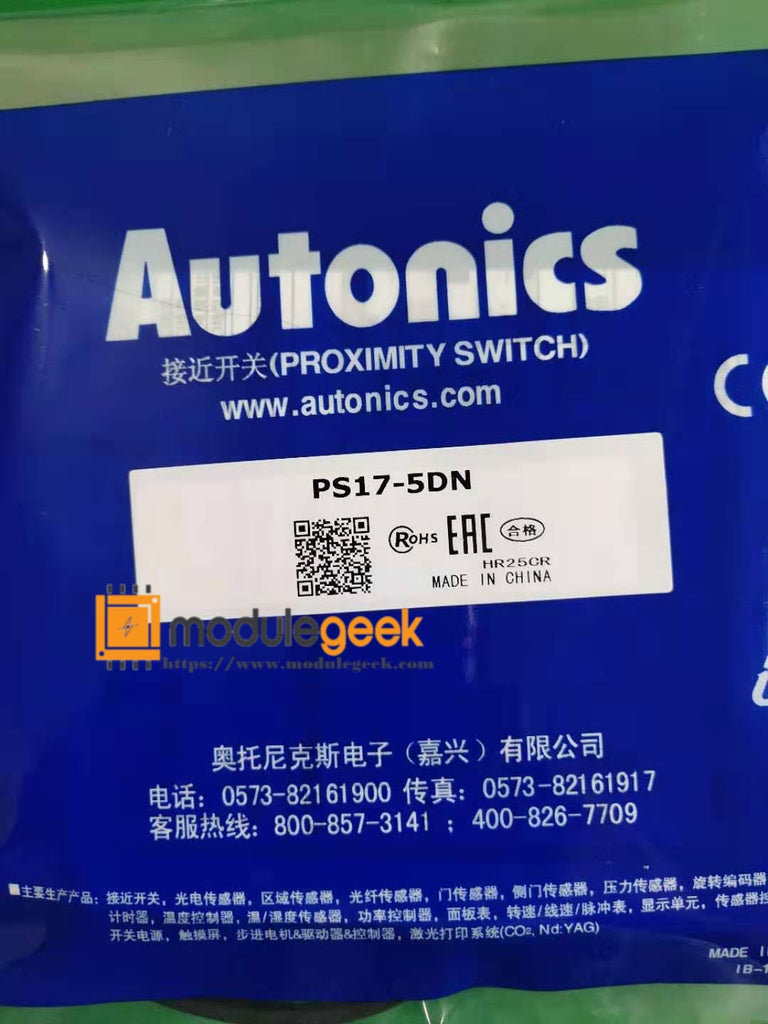 Autonics
接近开关(PROXIMITY SWITCH)
www.autonics.com
PS17-5DN
RoHS EAC 合格
HR25CR
MADE IN CHINA
modulegeek
https://www.modulegeek.com
奥托尼克斯电子（嘉兴）有限公司
电话：0573-82161900 传真：0573-82161917
客服热线：800-857-3141 ；400-826-7709
■主要生产产品：接近开关，光电传感器，区域传感器，光纤传感器，门传感器，侧门传感器，压力传感器，旋转编码器
计时器，温度控制器，温/湿度传感器，功率控制器，面板表，转速/线速/脉冲表，显示单元，传感器控
开关电源，触摸屏，步进电机&驱动器&控制器，激光打印系统(CO₂, Nd:YAG)
MADE
IB-1